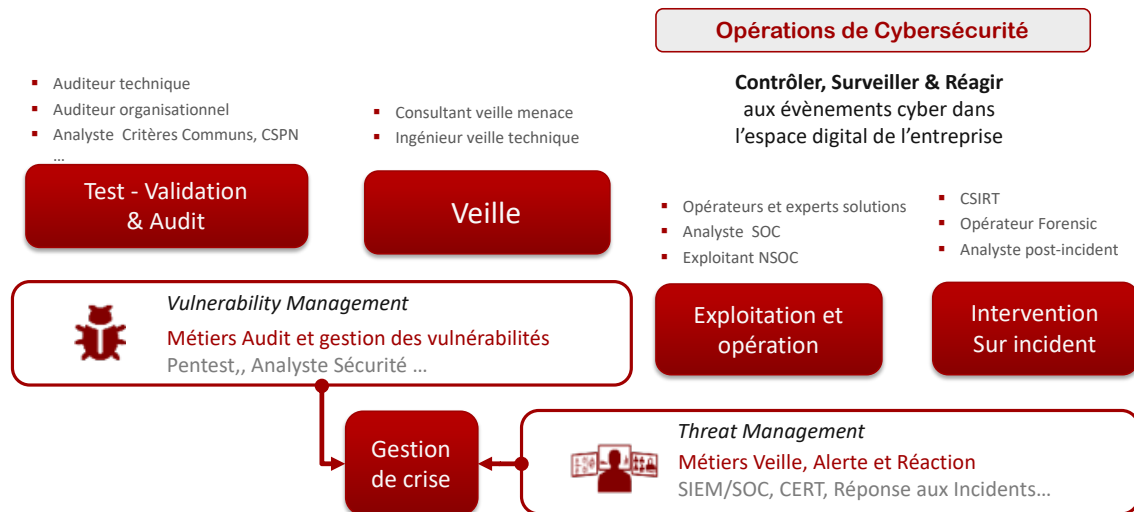 Opérations de Cybersécurité
Contrôler, Surveiller & Réagir
aux évènements cyber dans
l'espace digital de l'entreprise
▪ Auditeur technique
▪ Auditeur organisationnel
▪ Analyste Critères Communs, CSPN
...
Test - Validation
& Audit
▪ Consultant veille menace
▪ Ingénieur veille technique
Veille
▪ Opérateurs et experts solutions
▪ Analyste SOC
▪ Exploitant NSOC
Exploitation et
opération
▪ CSIRT
▪ Opérateur Forensic
▪ Analyste post-incident
Intervention
Sur incident
Vulnerability Management
Métiers Audit et gestion des vulnérabilités
Pentest,, Analyste Sécurité ...
Gestion
de crise
Threat Management
Métiers Veille, Alerte et Réaction
SIEM/SOC, CERT, Réponse aux Incidents...